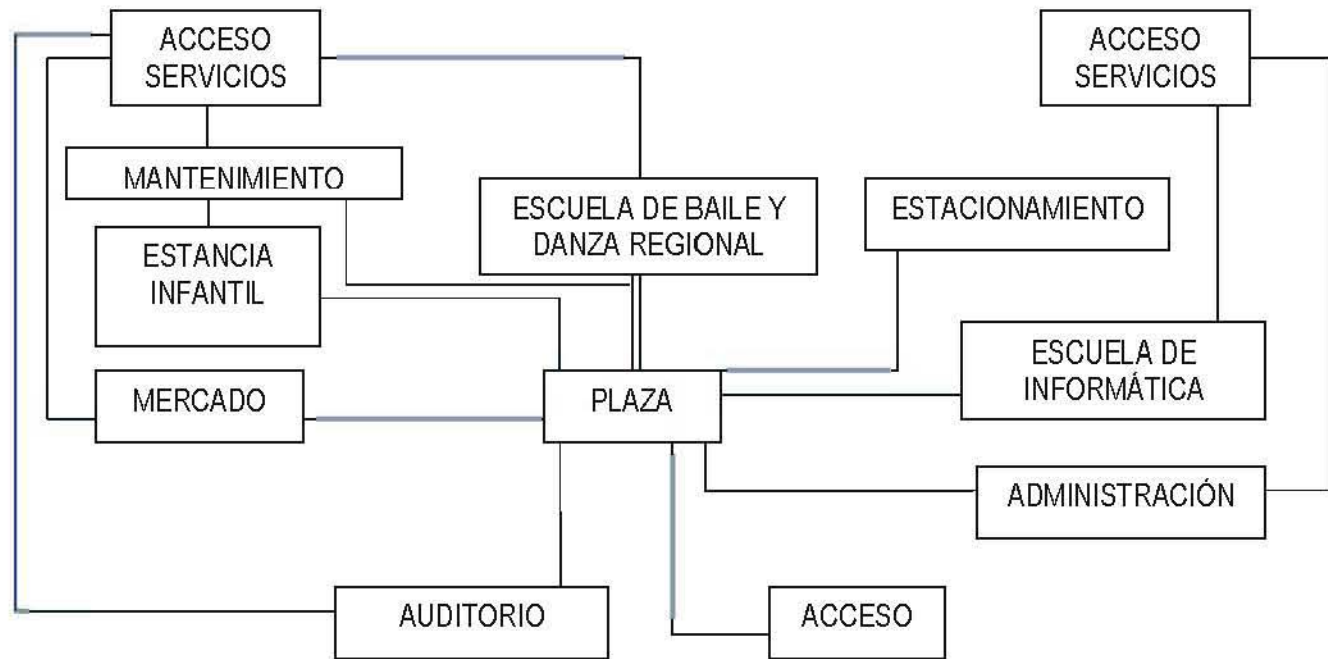 ACCESO
SERVICIOS
ACCESO
SERVICIOS
MANTENIMIENTO
ESCUELA DE BAILE Y
DANZA REGIONAL
ESTACIONAMIENTO
ESTANCIA
INFANTIL
ESCUELA DE
INFORMÁTICA
MERCADO
PLAZA
ADMINISTRACIÓN
AUDITORIO
ACCESO